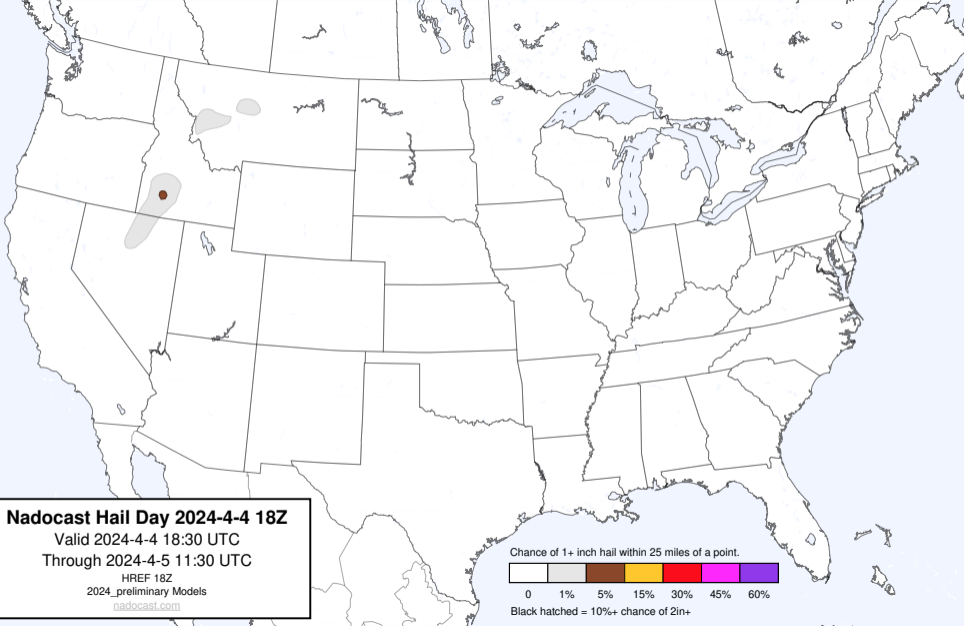 Nadocast Hail Day 2024-4-4 18Z
Valid 2024-4-4 18:30 UTC
Through 2024-4-5 11:30 UTC
HREF 18Z
2024_preliminary Models
nadocast.com
Chance of 1+ inch hail within 25 miles of a point.
0 1% 5% 15% 30% 45% 60%
Black hatched = 10%+ chance of 2in+